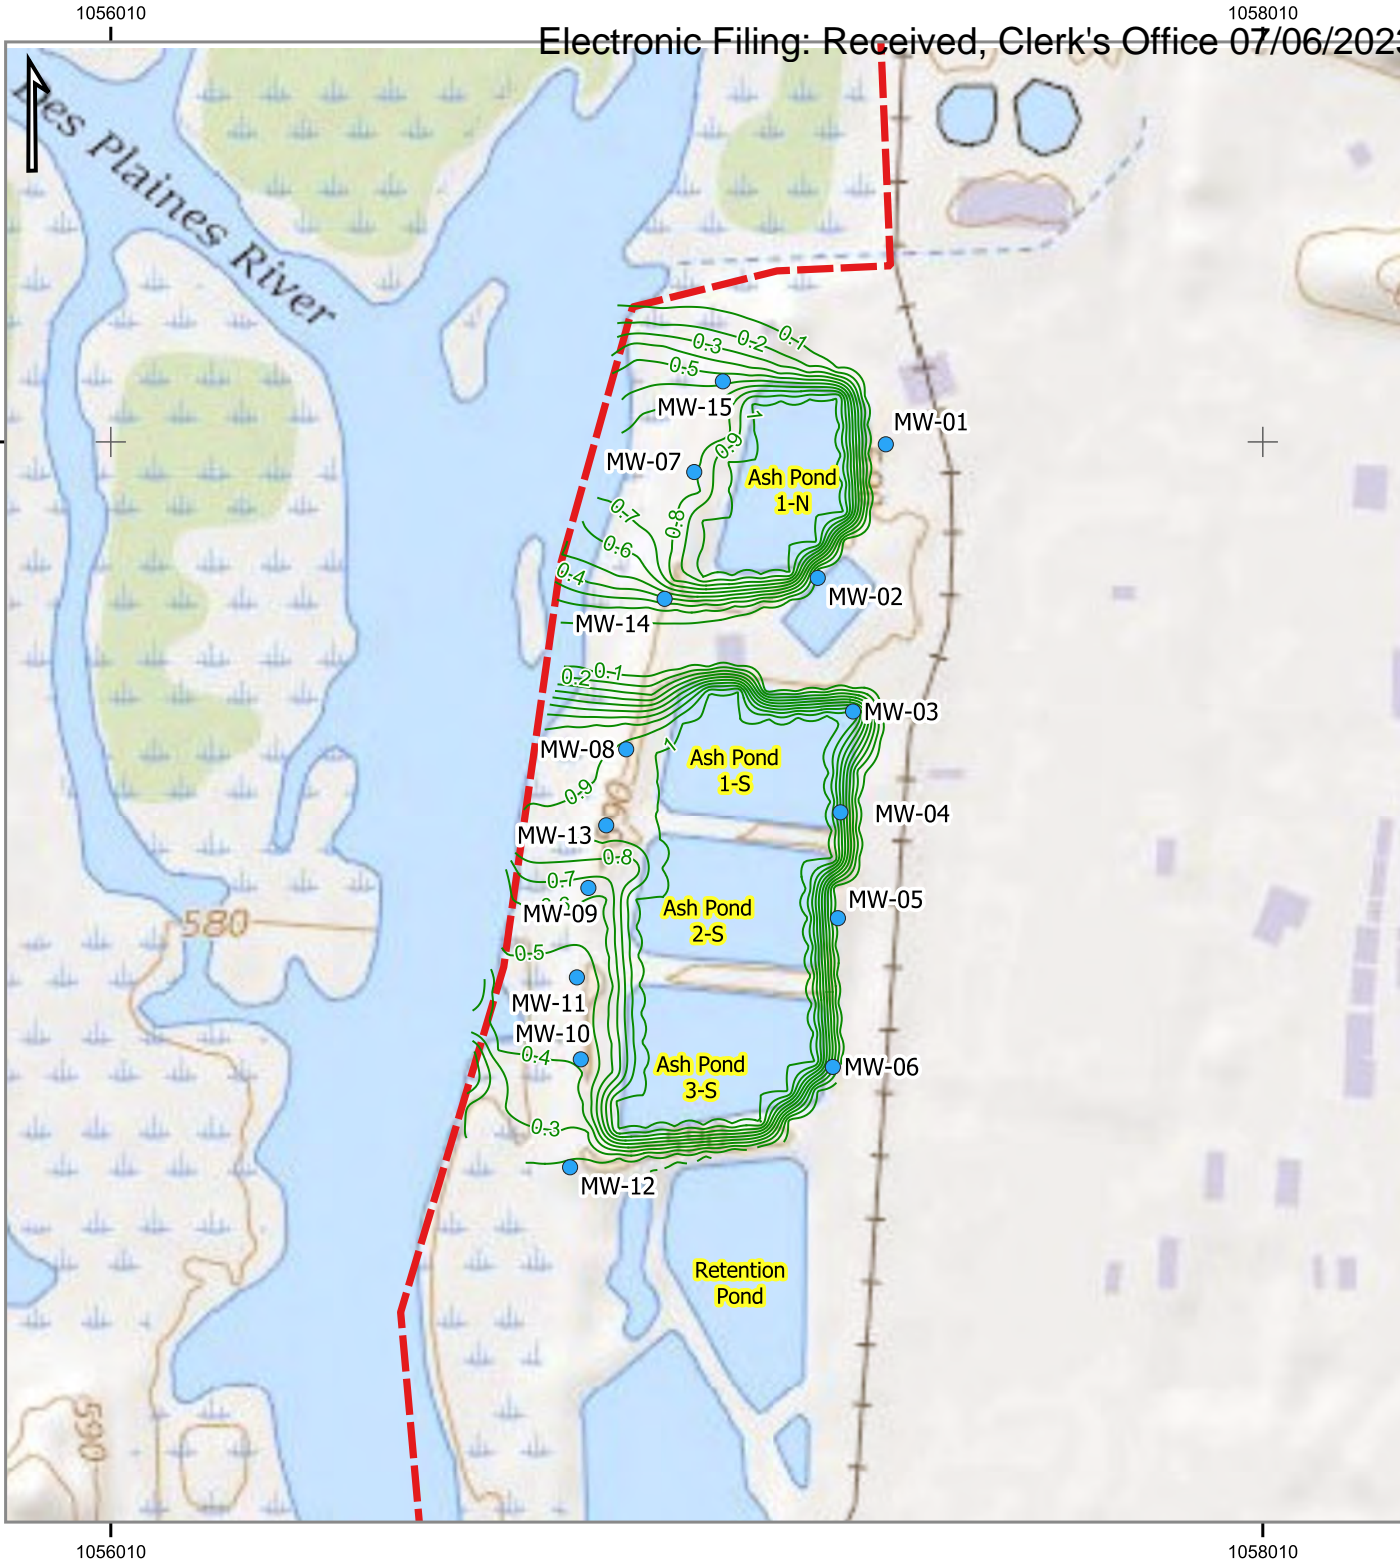 1056010
1058010
Electronic Filing: Received, Clerk's Office 07/06/2023
Des Plaines River
0.1
0.2
0.3
0.5
MW-15
MW-01
1
0.9
MW-07
Ash Pond
1-N
0.7
0.8
0.6
0.4
MW-02
MW-14
0.1
0.2
MW-03
MW-08
1
Ash Pond
1-S
0.9
MW-04
MW-13
0.8
0.7
MW-05
MW-09
Ash Pond
2-S
580
0.5
MW-11
MW-10
0.4
Ash Pond
3-S
MW-06
0.3
MW-12
Retention
Pond
590
1056010
1058010